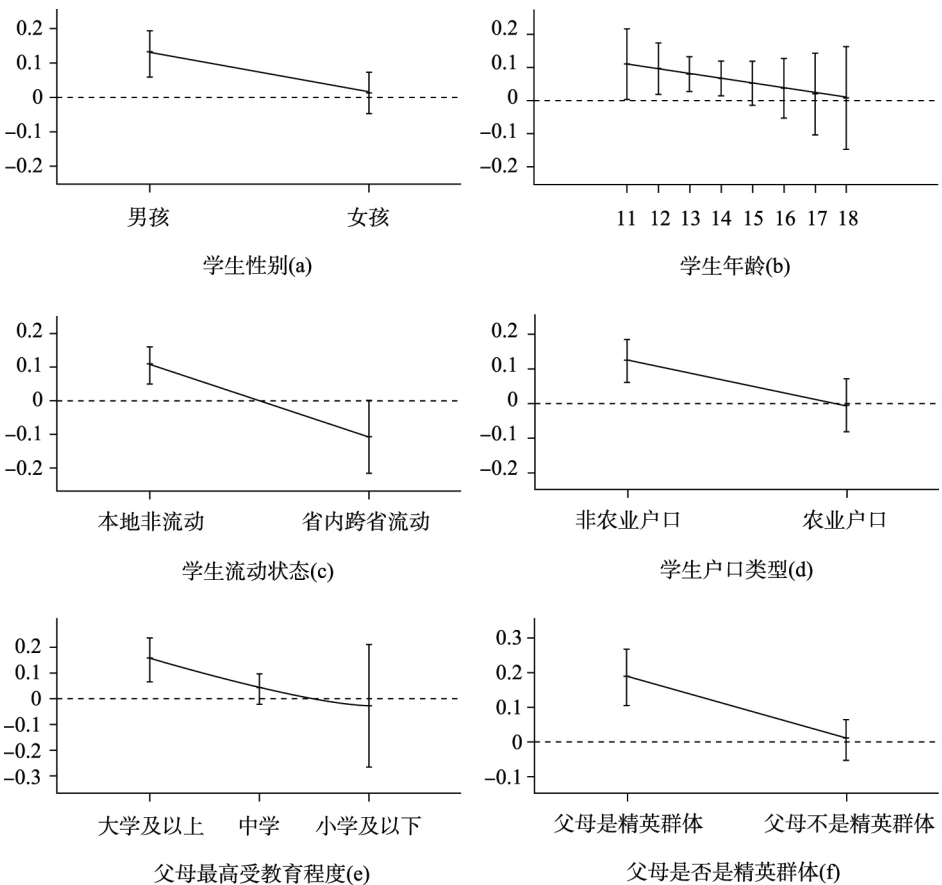 0.2
0.1
0
−0.1
−0.2
男孩
女孩
学生性别(a)
0.2
0.1
0
−0.1
−0.2
11 12 13 14 15 16 17 18
学生年龄(b)
0.2
0.1
0
−0.1
−0.2
本地非流动
省内跨省流动
学生流动状态(c)
0.2
0.1
0
−0.1
−0.2
非农业户口
农业户口
学生户口类型(d)
0.2
0.1
0
−0.1
−0.2
−0.3
大学及以上
中学
小学及以下
父母最高受教育程度(e)
0.3
0.2
0.1
0
−0.1
父母是精英群体
父母不是精英群体
父母是否是精英群体(f)